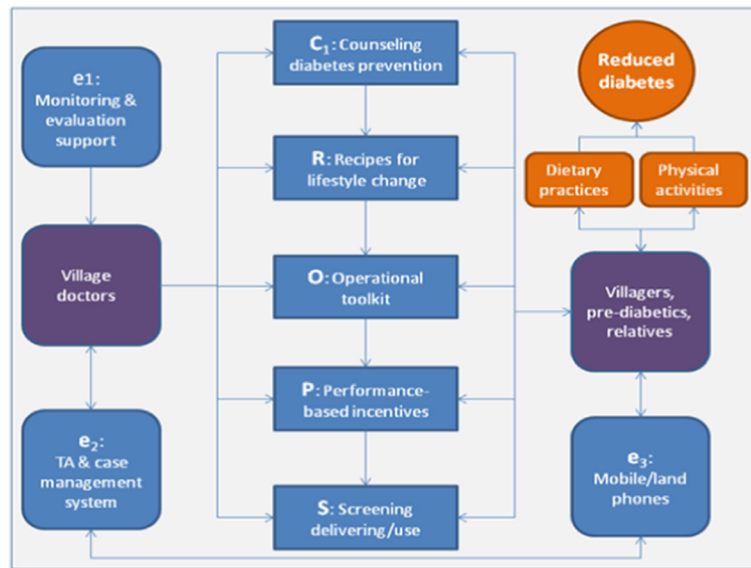 e1:
Monitoring &
evaluation
support
Village
doctors
e₂:
TA & case
management
system
C₁: Counseling
diabetes prevention
R: Recipes for
lifestyle change
O: Operational
toolkit
P: Performance-
based incentives
S: Screening
delivering/use
Reduced
diabetes
Dietary
practices
Physical
activities
Villagers,
pre-diabetics,
relatives
e₃:
Mobile/land
phones